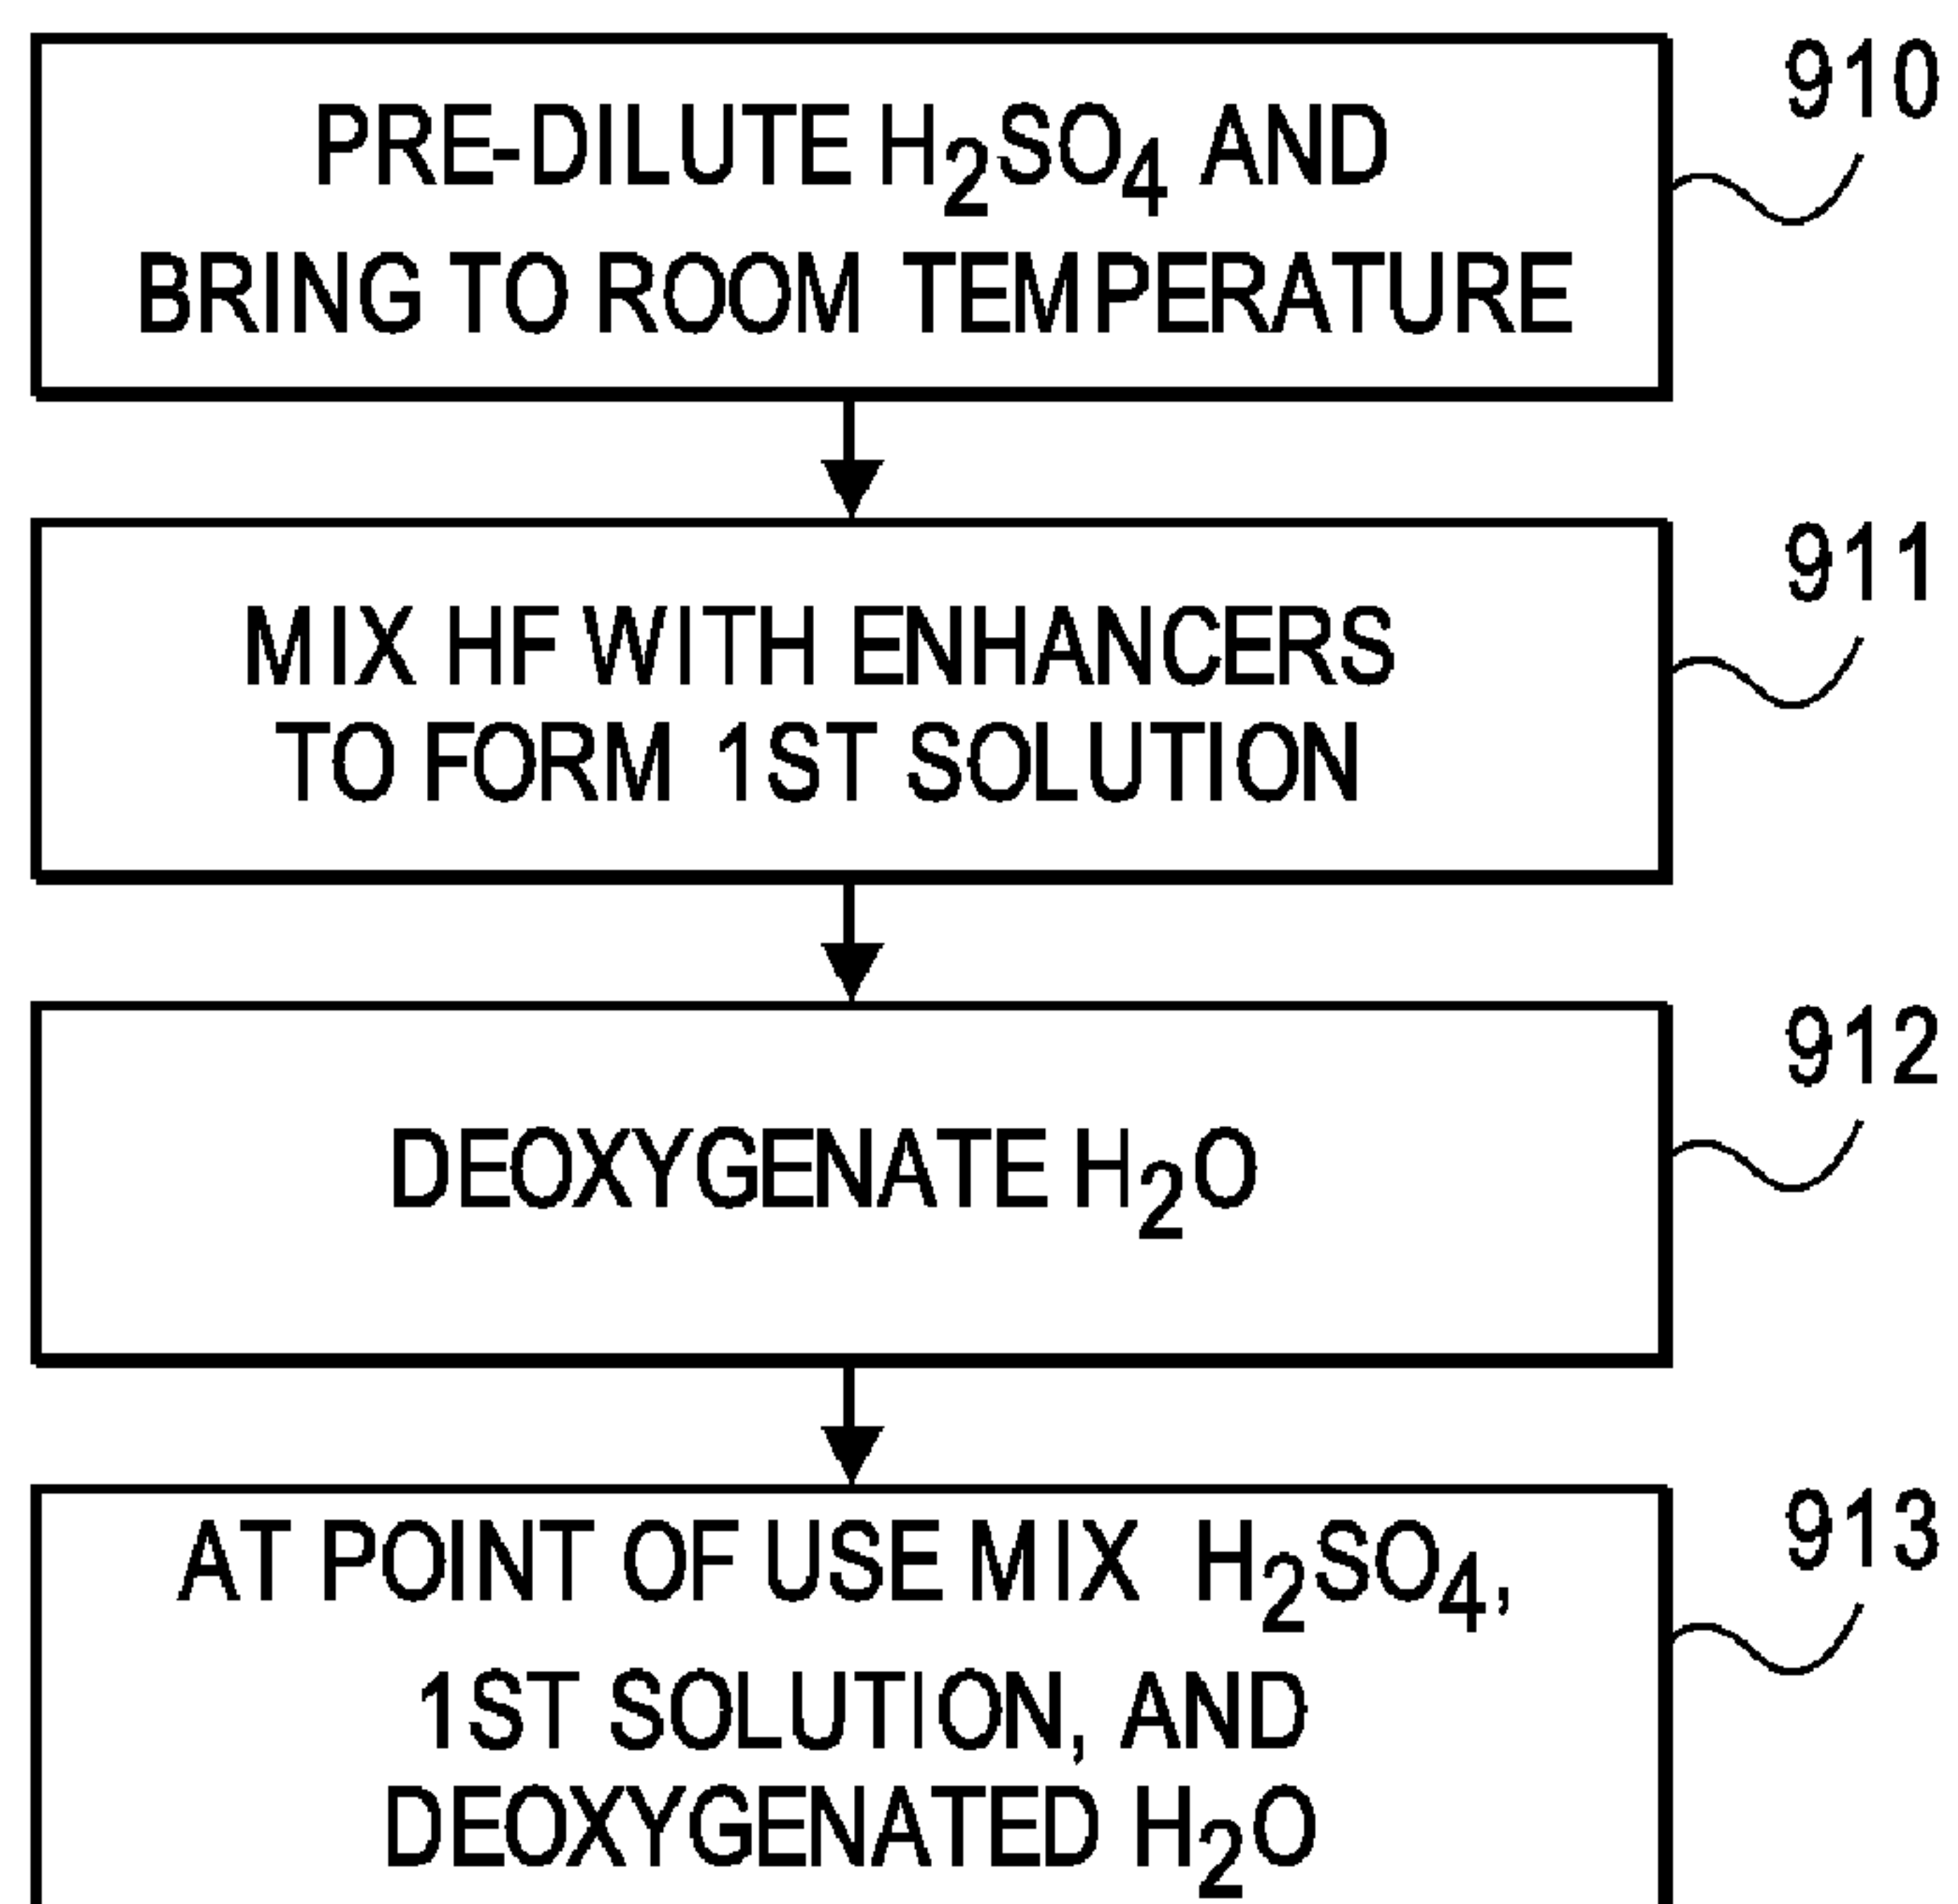 PRE-DILUTE H₂SO₄ AND
BRING TO ROOM TEMPERATURE
910
MIX HF WITH ENHANCERS
TO FORM 1ST SOLUTION
911
DEOXYGENATE H₂O
912
AT POINT OF USE MIX H₂SO₄,
1ST SOLUTION, AND
DEOXYGENATED H₂O
913